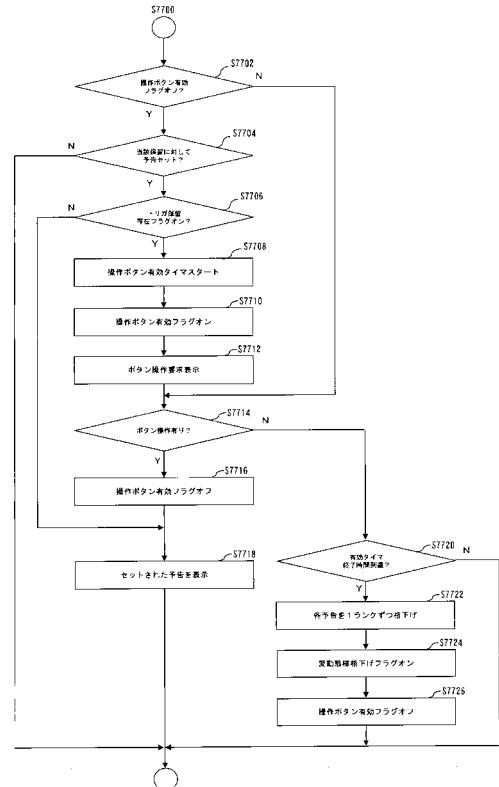 S7700
S7702
操作ボタン有効
フラグオフ?
N
Y
S7704
N
当該保留に対して
予告セット?
Y
S7706
N
トリガ保留
存在フラグオン?
Y
S7708
操作ボタン有効タイマスタート
S7710
操作ボタン有効フラグオン
S7712
ボタン操作要求表示
S7714
N
ボタン操作有り?
Y
S7716
操作ボタン有効フラグオフ
S7718
セットされた予告を表示
S7720
有効タイマ
終了時間到達?
N
Y
S7722
各予告を1ランクずつ格下げ
S7724
変動態様格下げフラグオン
S7726
操作ボタン有効フラグオフ